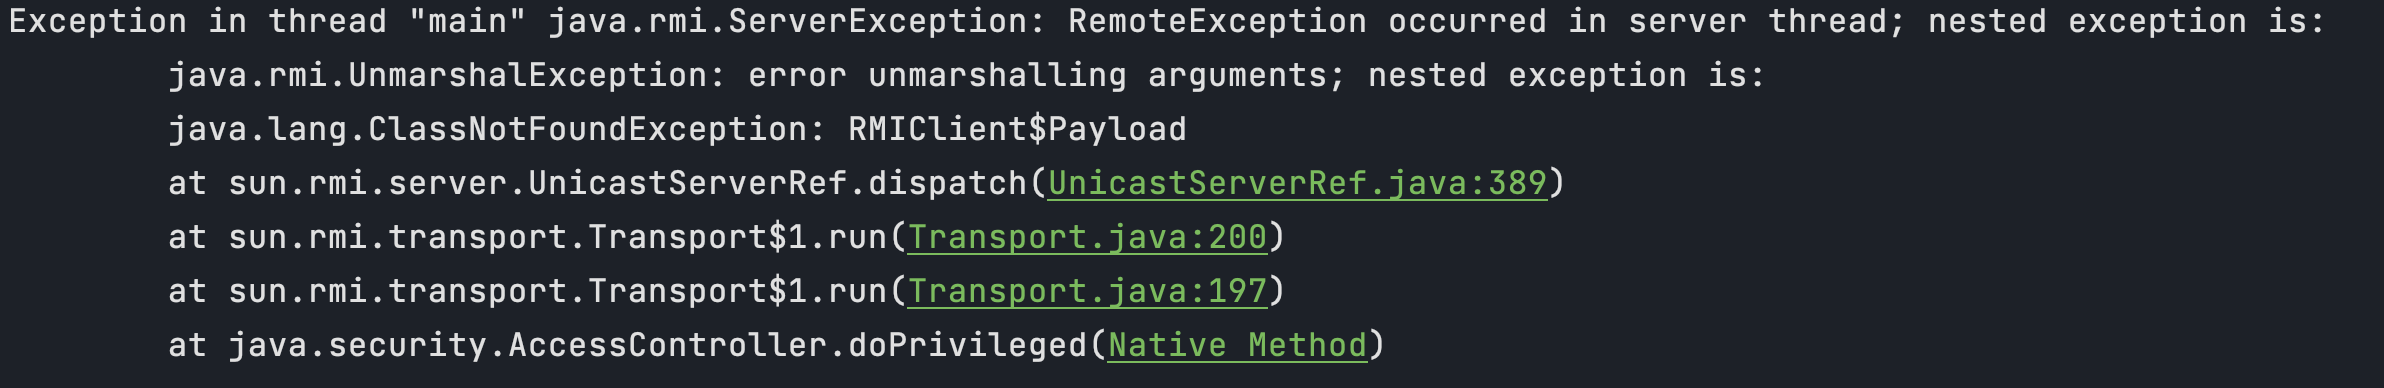 Exception in thread "main" java.rmi.ServerException: RemoteException occurred in server thread; nested exception is:
java.rmi.UnmarshalException: error unmarshalling arguments; nested exception is:
java.lang.ClassNotFoundException: RMIClient$Payload
at sun.rmi.server.UnicastServerRef.dispatch(UnicastServerRef.java:389)
at sun.rmi.transport.Transport$1.run(Transport.java:200)
at sun.rmi.transport.Transport$1.run(Transport.java:197)
at java.security.AccessController.doPrivileged(Native Method)